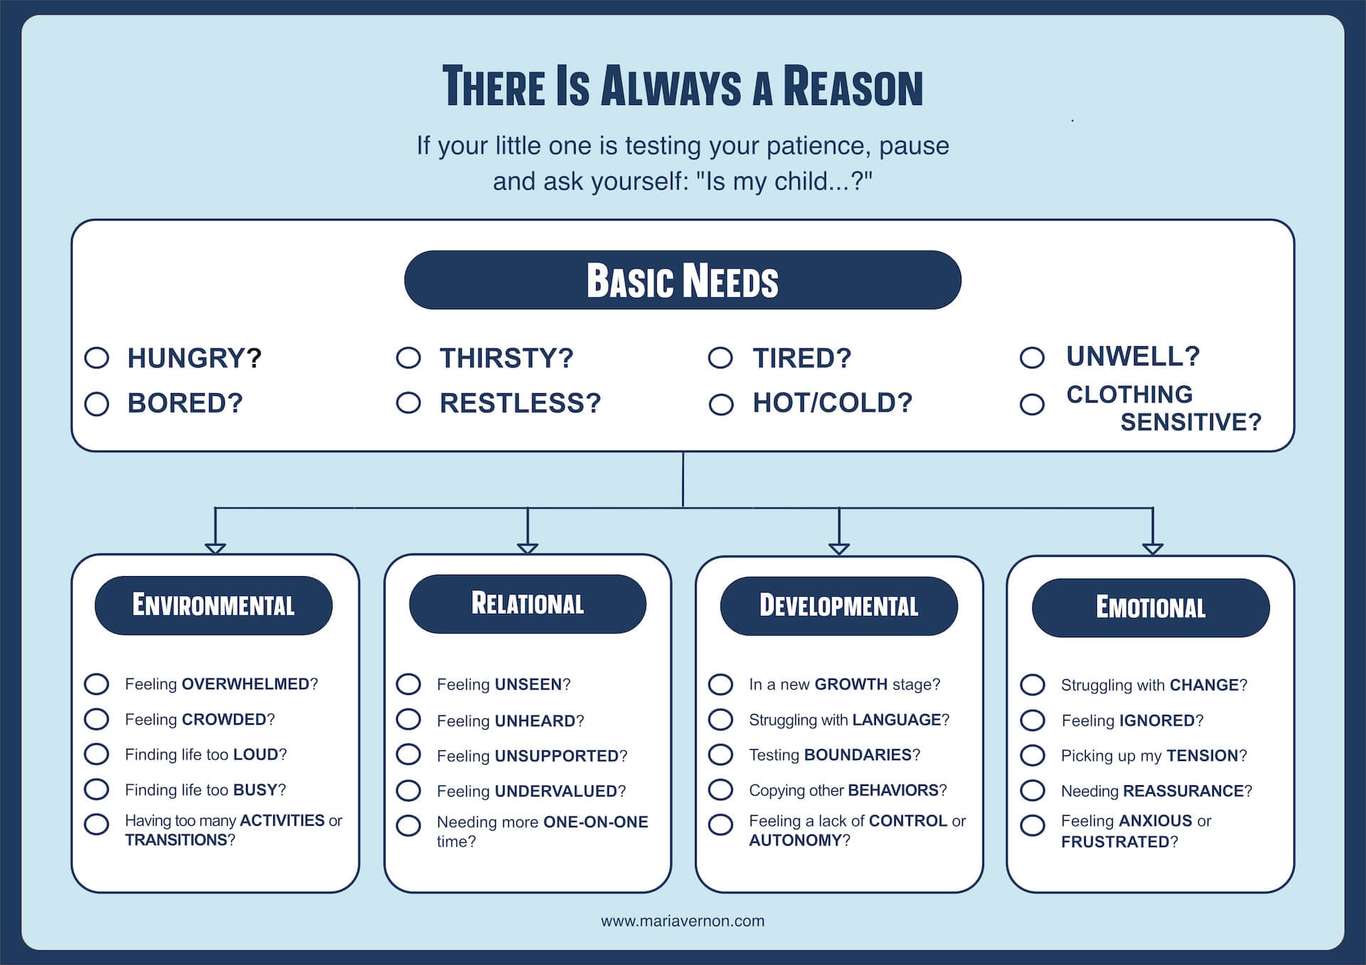 There Is Always a Reason
If your little one is testing your patience, pause
and ask yourself: "Is my child...?"
Basic Needs
HUNGRY?
THIRSTY?
TIRED?
UNWELL?
BORED?
RESTLESS?
HOT/COLD?
CLOTHING
SENSITIVE?
Environmental
Feeling OVERWHELMED?
Feeling CROWDED?
Finding life too LOUD?
Finding life too BUSY?
Having too many ACTIVITIES or
TRANSITIONS?
Relational
Feeling UNSEEN?
Feeling UNHEARD?
Feeling UNSUPPORTED?
Feeling UNDERVALUED?
Needing more ONE-ON-ONE
time?
Developmental
In a new GROWTH stage?
Struggling with LANGUAGE?
Testing BOUNDARIES?
Copying other BEHAVIORS?
Feeling a lack of CONTROL or
AUTONOMY?
Emotional
Struggling with CHANGE?
Feeling IGNORED?
Picking up my TENSION?
Needing REASSURANCE?
Feeling ANXIOUS or
FRUSTRATED?
www.mariavernon.com